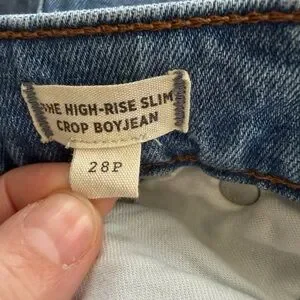 THE HIGH-RISE SLIM
CROP BOYJEAN
28P